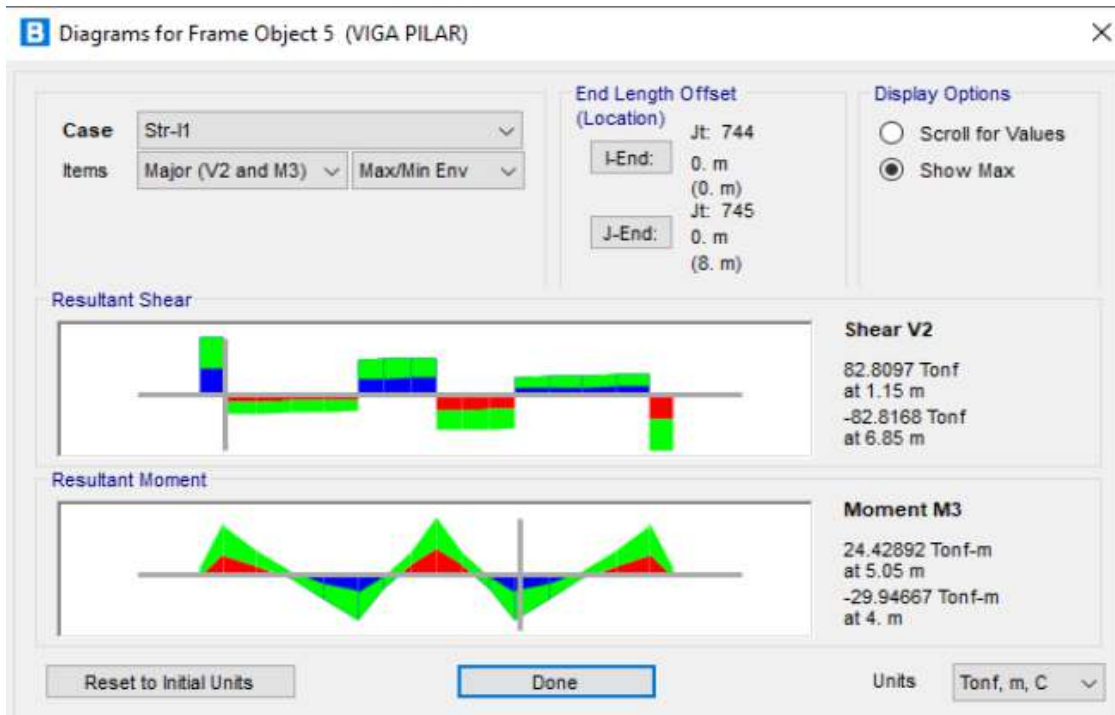 B Diagrams for Frame Object 5 (VIGA PILAR)
Case Str-I1
Items Major (V2 and M3) Max/Min Env
End Length Offset
(Location)
I-End:
Jt: 744
0. m
(0. m)
J-End:
Jt: 745
0. m
(8. m)
Display Options
Scroll for Values
Show Max
Resultant Shear
Shear V2
82.8097 Tonf
at 1.15 m
-82.8168 Tonf
at 6.85 m
Resultant Moment
Moment M3
24.42892 Tonf-m
at 5.05 m
-29.94667 Tonf-m
at 4. m
Reset to Initial Units
Done
Units Tonf, m, C